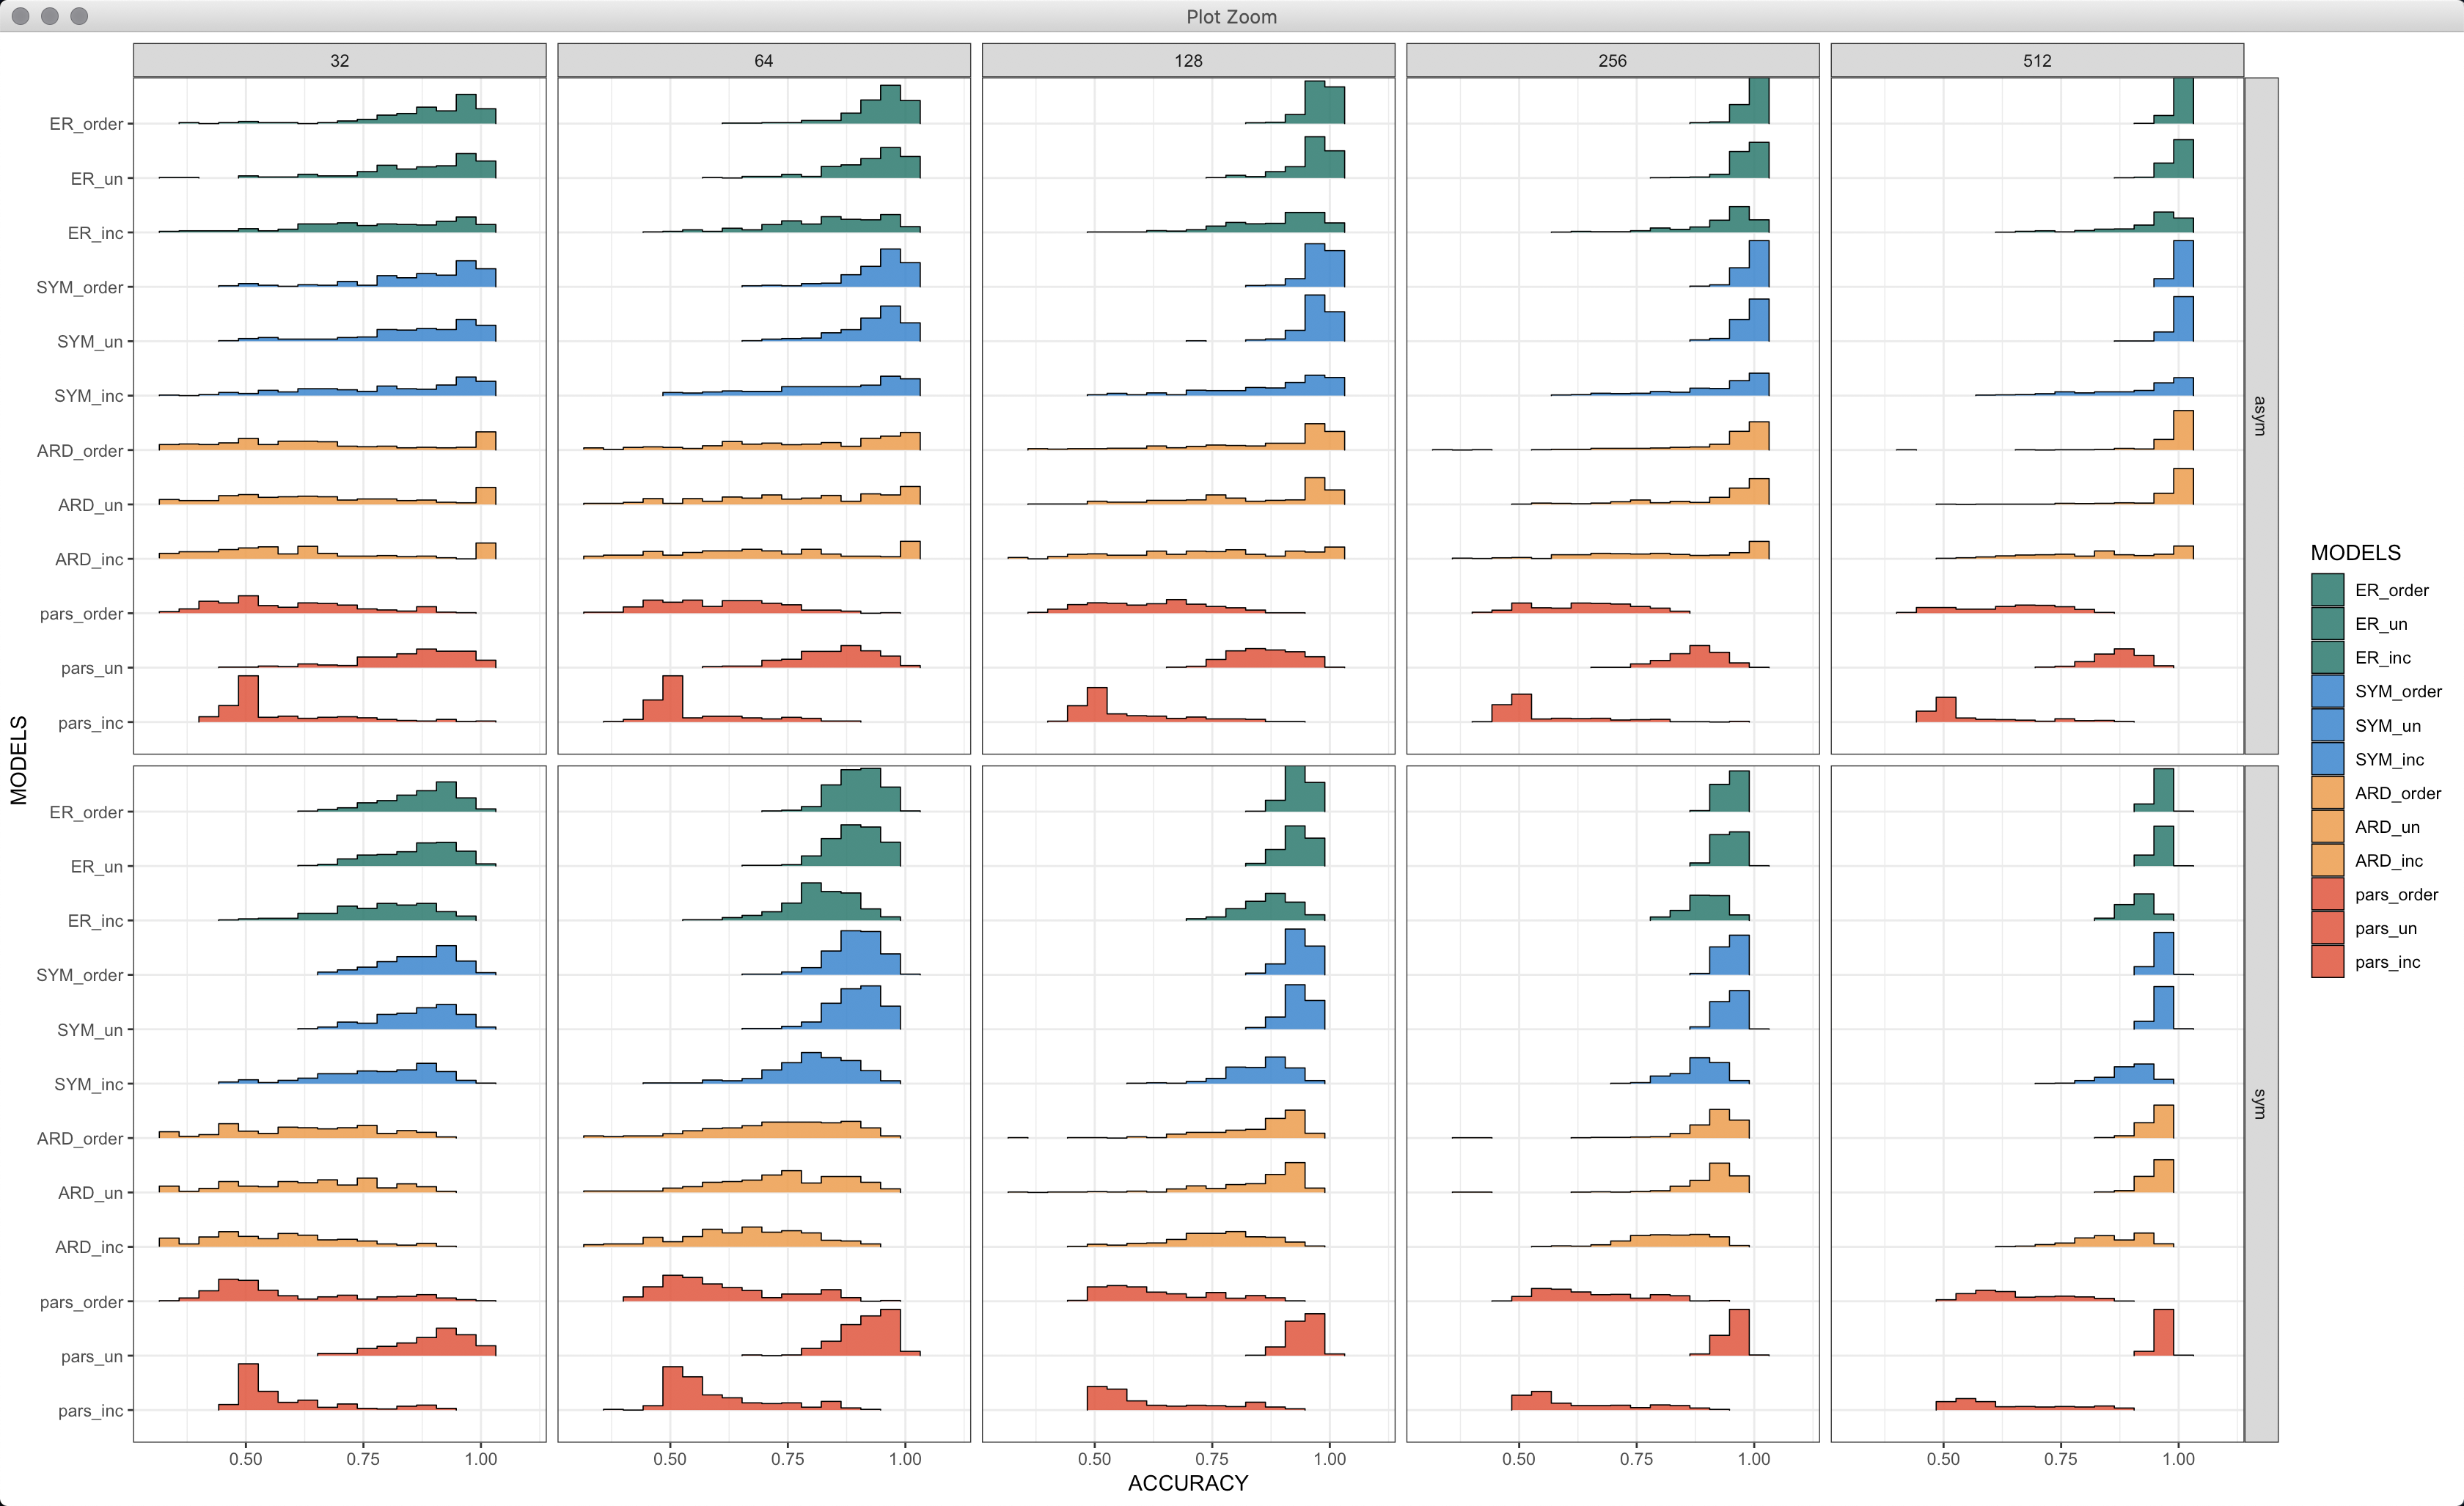 Plot Zoom
32 64 128 256 512
ER_order
ER_un
ER_inc
SYM_order
SYM_un
SYM_inc
ARD_order
ARD_un
ARD_inc
pars_order
pars_un
pars_inc
asym
MODELS
ER_order
ER_un
ER_inc
SYM_order
SYM_un
SYM_inc
ARD_order
ARD_un
ARD_inc
pars_order
pars_un
pars_inc
sym
0.50 0.75 1.00 0.50 0.75 1.00 0.50 0.75 1.00 0.50 0.75 1.00 0.50 0.75 1.00
ACCURACY
MODELS
ER_order
ER_un
ER_inc
SYM_order
SYM_un
SYM_inc
ARD_order
ARD_un
ARD_inc
pars_order
pars_un
pars_inc